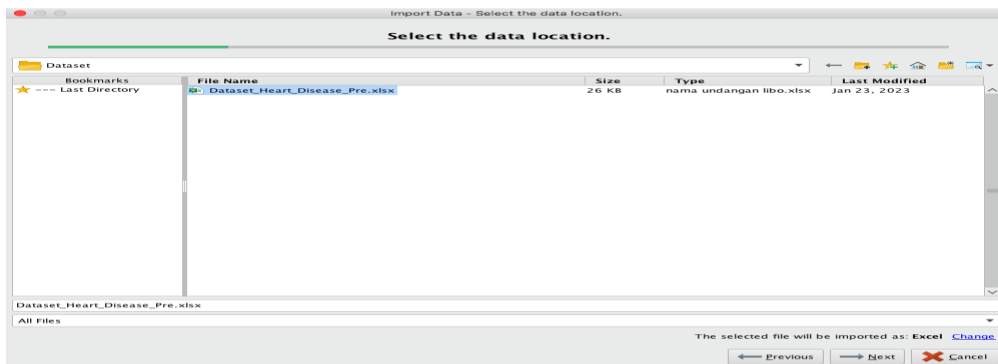 Import Data – Select the data location.
Select the data location.
Dataset
Bookmarks File Name Size Type Last Modified
--- Last Directory Dataset_Heart_Disease_Pre.xlsx 26 KB nama undangan libo.xlsx Jan 23, 2023
Dataset_Heart_Disease_Pre.xlsx
All Files
The selected file will be imported as: Excel Change
Previous Next Cancel